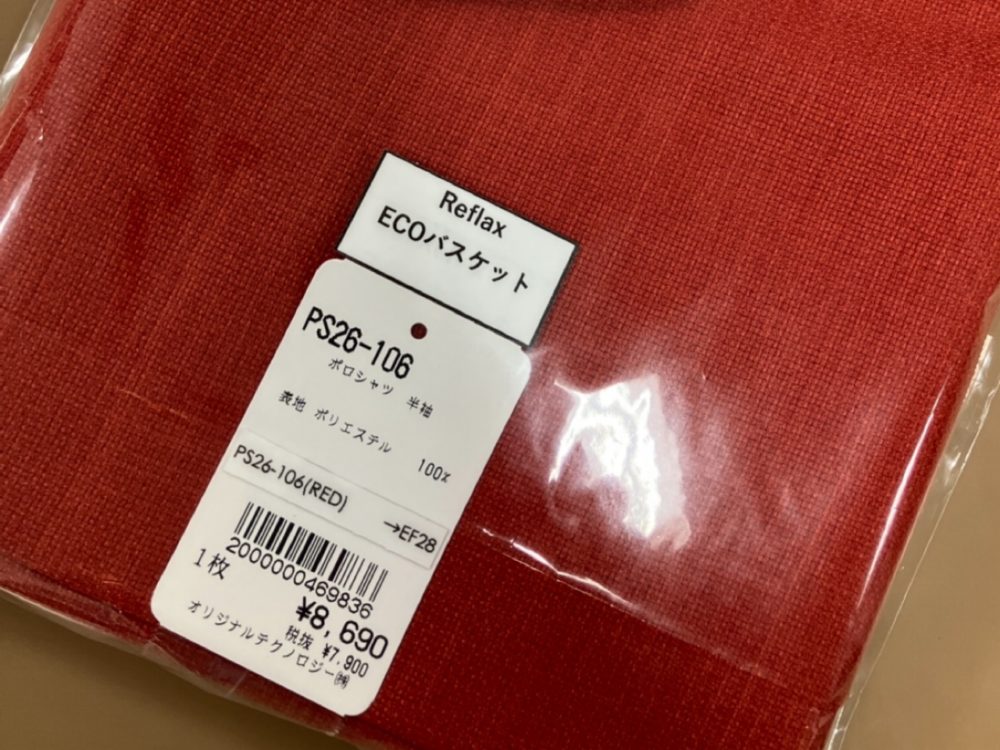 Reflax
ECOバスケット
PS26-106
ポロシャツ 半袖
表地 ポリエステル 100%
PS26-106(RED)
→EF28
2000000469836
1枚
¥8,690
税抜 ¥7,900
オリジナルテクノロジー㈱